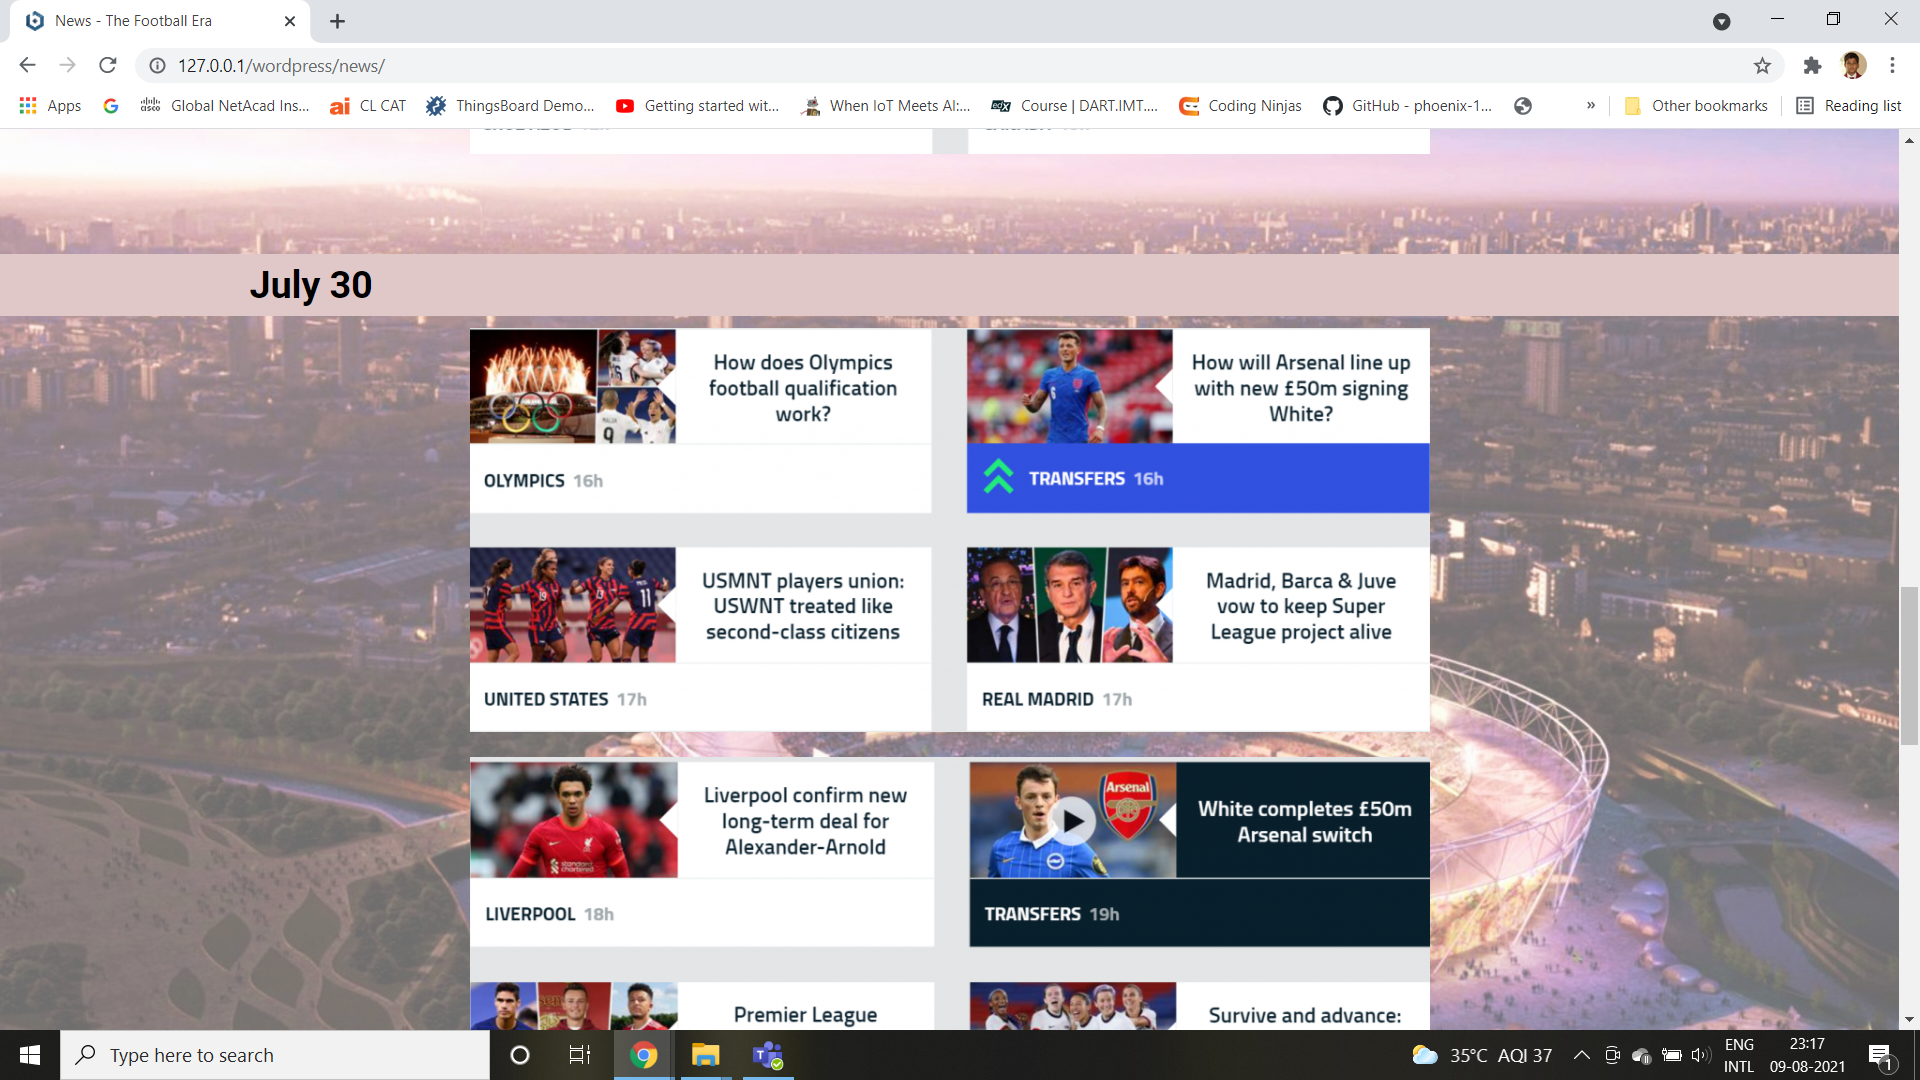 News - The Football Era
127.0.0.1/wordpress/news/
Apps
Global NetAcad Ins...
CL CAT
ThingsBoard Demo...
Getting started wit...
When IoT Meets AI:...
Course | DART.IMT....
Coding Ninjas
GitHub - phoenix-1...
»
Other bookmarks
Reading list
July 30
How does Olympics
football qualification
work?
OLYMPICS 16h
How will Arsenal line up
with new £50m signing
White?
TRANSFERS 16h
USMNT players union:
USWNT treated like
second-class citizens
UNITED STATES 17h
Madrid, Barca & Juve
vow to keep Super
League project alive
REAL MADRID 17h
Liverpool confirm new
long-term deal for
Alexander-Arnold
LIVERPOOL 18h
Arsenal
White completes £50m
Arsenal switch
TRANSFERS 19h
Premier League
Survive and advance:
Type here to search
35°C AQI 37
ENG
INTL
23:17
09-08-2021
1